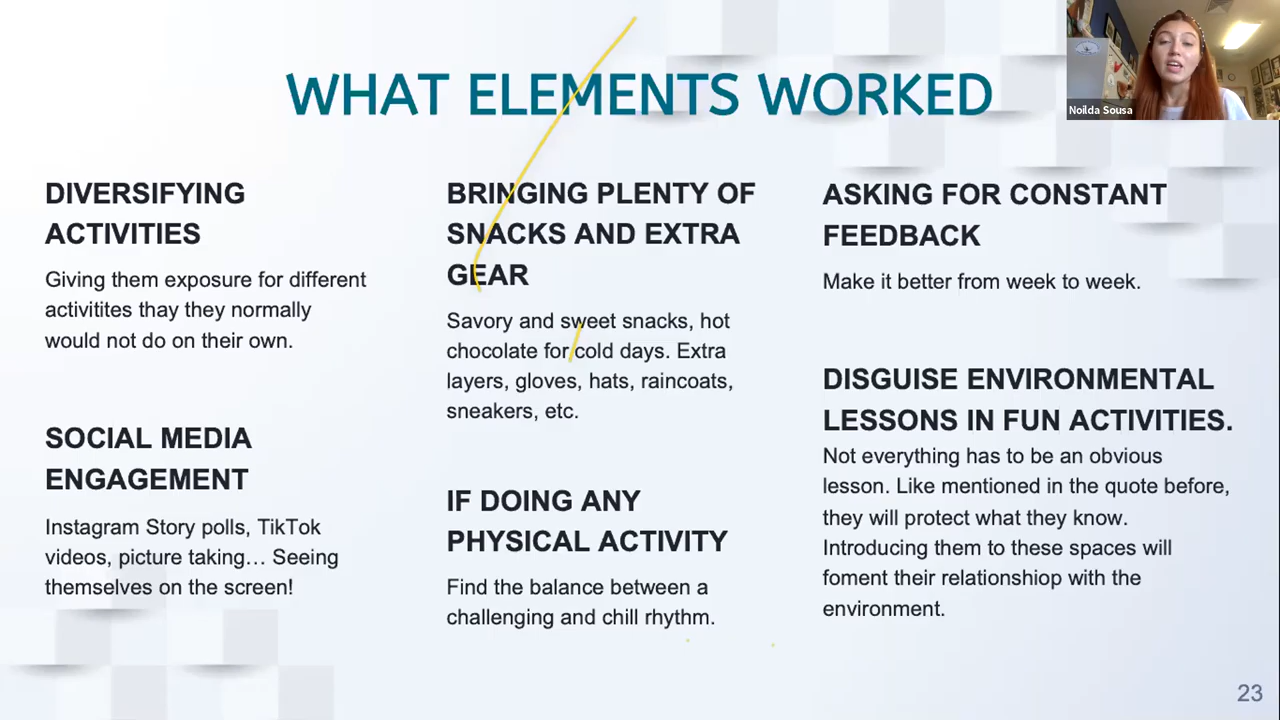 WHAT ELEMENTS WORKED
Noilda Sousa
DIVERSIFYING
ACTIVITIES
Giving them exposure for different
activitites thay they normally
would not do on their own.
SOCIAL MEDIA
ENGAGEMENT
Instagram Story polls, TikTok
videos, picture taking… Seeing
themselves on the screen!
BRINGING PLENTY OF
SNACKS AND EXTRA
GEAR
Savory and sweet snacks, hot
chocolate for cold days. Extra
layers, gloves, hats, raincoats,
sneakers, etc.
IF DOING ANY
PHYSICAL ACTIVITY
Find the balance between a
challenging and chill rhythm.
ASKING FOR CONSTANT
FEEDBACK
Make it better from week to week.
DISGUISE ENVIRONMENTAL
LESSONS IN FUN ACTIVITIES.
Not everything has to be an obvious
lesson. Like mentioned in the quote before,
they will protect what they know.
Introducing them to these spaces will
foment their relationshiop with the
environment.
23